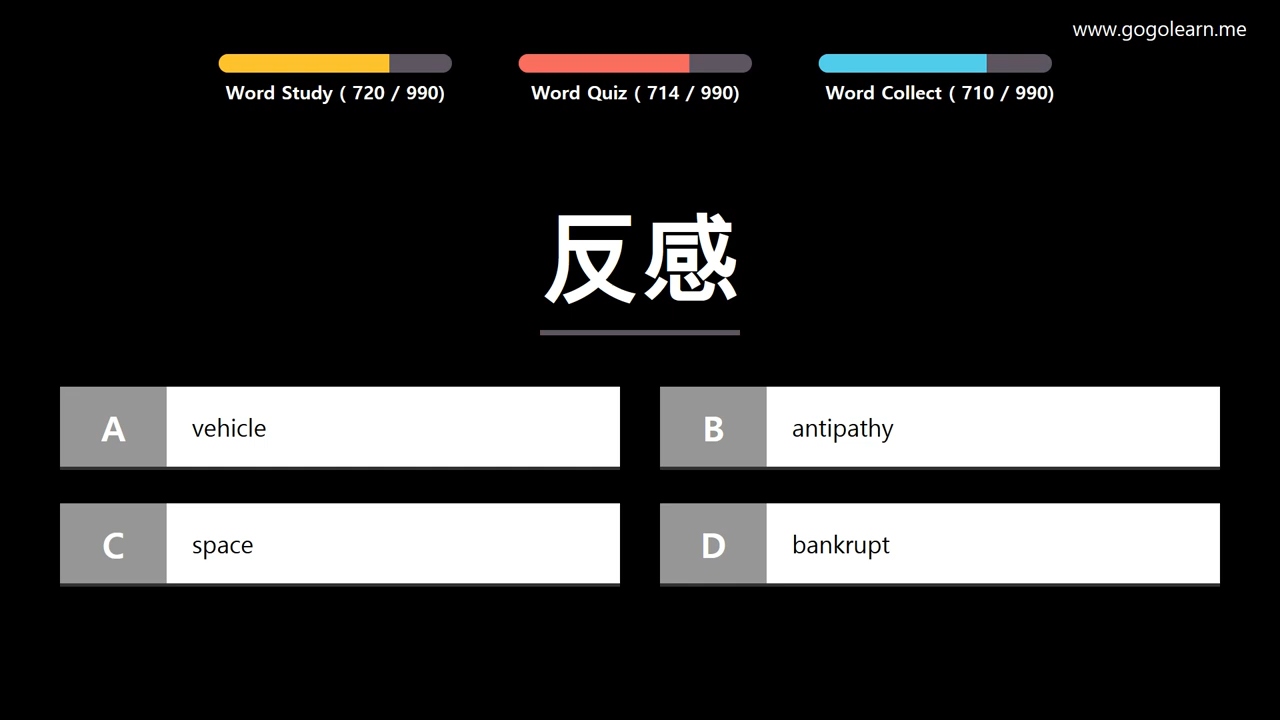 www.gogolearn.me
Word Study ( 720 / 990)
Word Quiz ( 714 / 990)
Word Collect ( 710 / 990)
反感
A vehicle
B antipathy
C space
D bankrupt